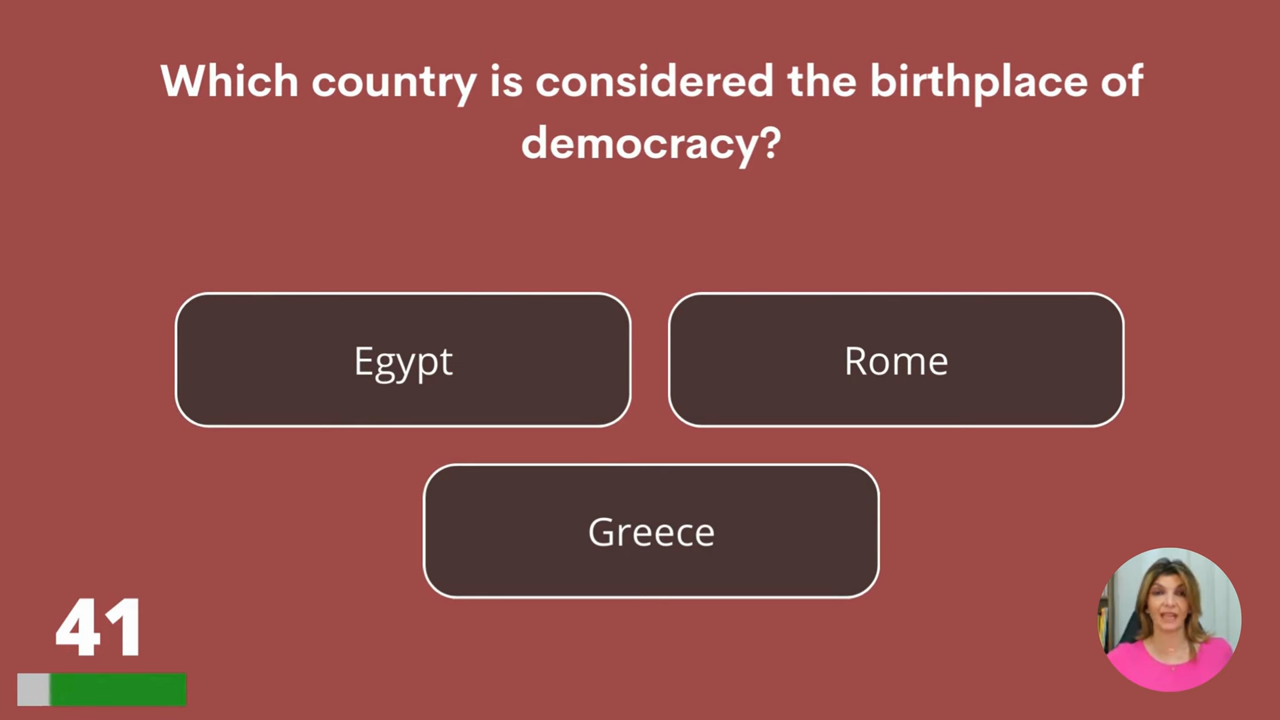 Which country is considered the birthplace of
democracy?
Egypt
Rome
Greece
41